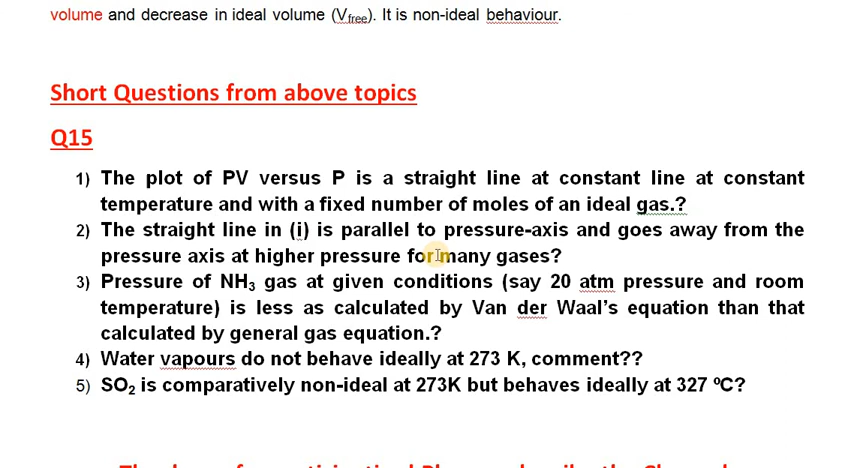 volume and decrease in ideal volume (Vfree). It is non-ideal behaviour.
Short Questions from above topics
Q15
1) The plot of PV versus P is a straight line at constant line at constant
temperature and with a fixed number of moles of an ideal gas.?
2) The straight line in (i) is parallel to pressure-axis and goes away from the
pressure axis at higher pressure for many gases?
3) Pressure of NH₃ gas at given conditions (say 20 atm pressure and room
temperature) is less as calculated by Van der Waal's equation than that
calculated by general gas equation.?
4) Water vapours do not behave ideally at 273 K, comment??
5) SO₂ is comparatively non-ideal at 273K but behaves ideally at 327 ºC?